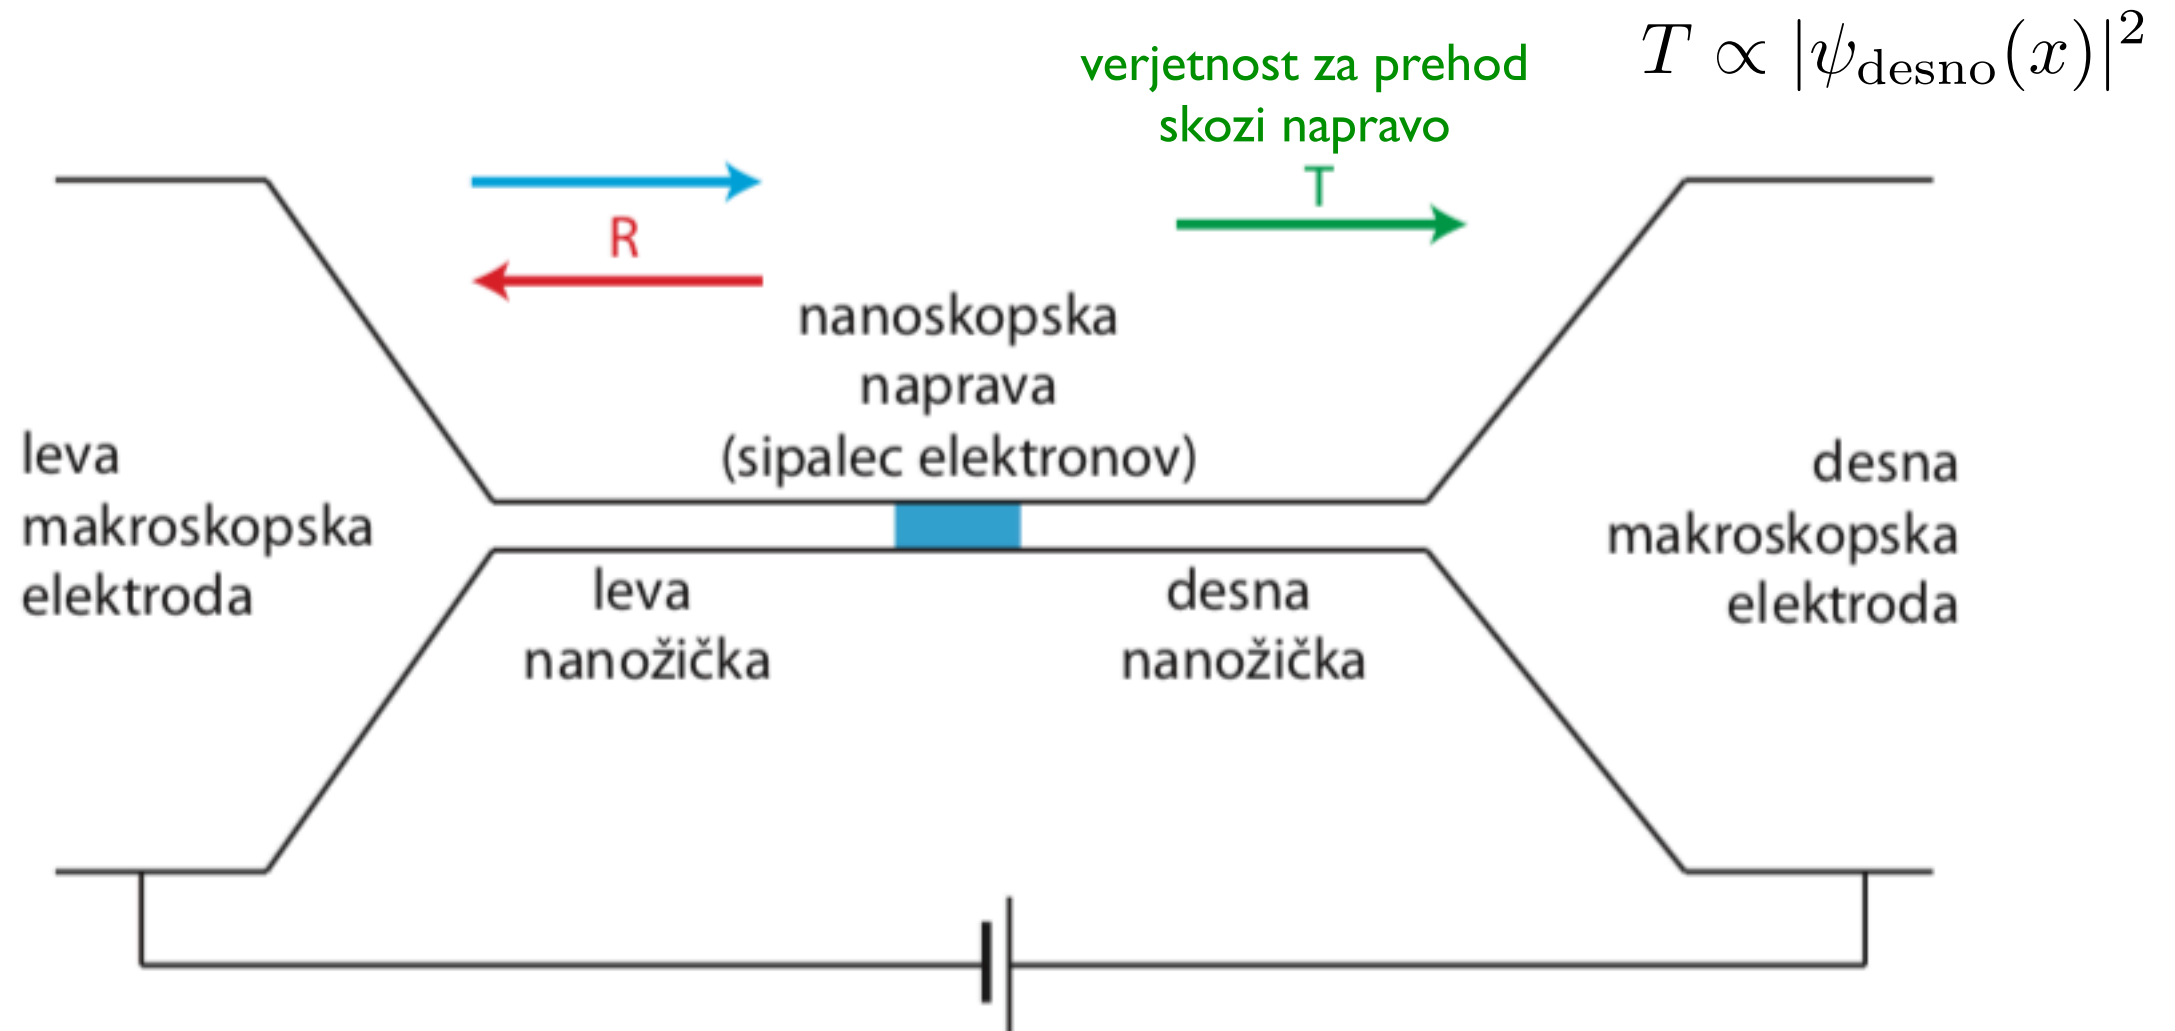 T ∝ |ψ_desno(x)|²
verjetnost za prehod
skozi napravo
T
R
nanoskopska
naprava
(sipalec elektronov)
leva
makroskopska
elektroda
desna
makroskopska
elektroda
leva
nanožička
desna
nanožička